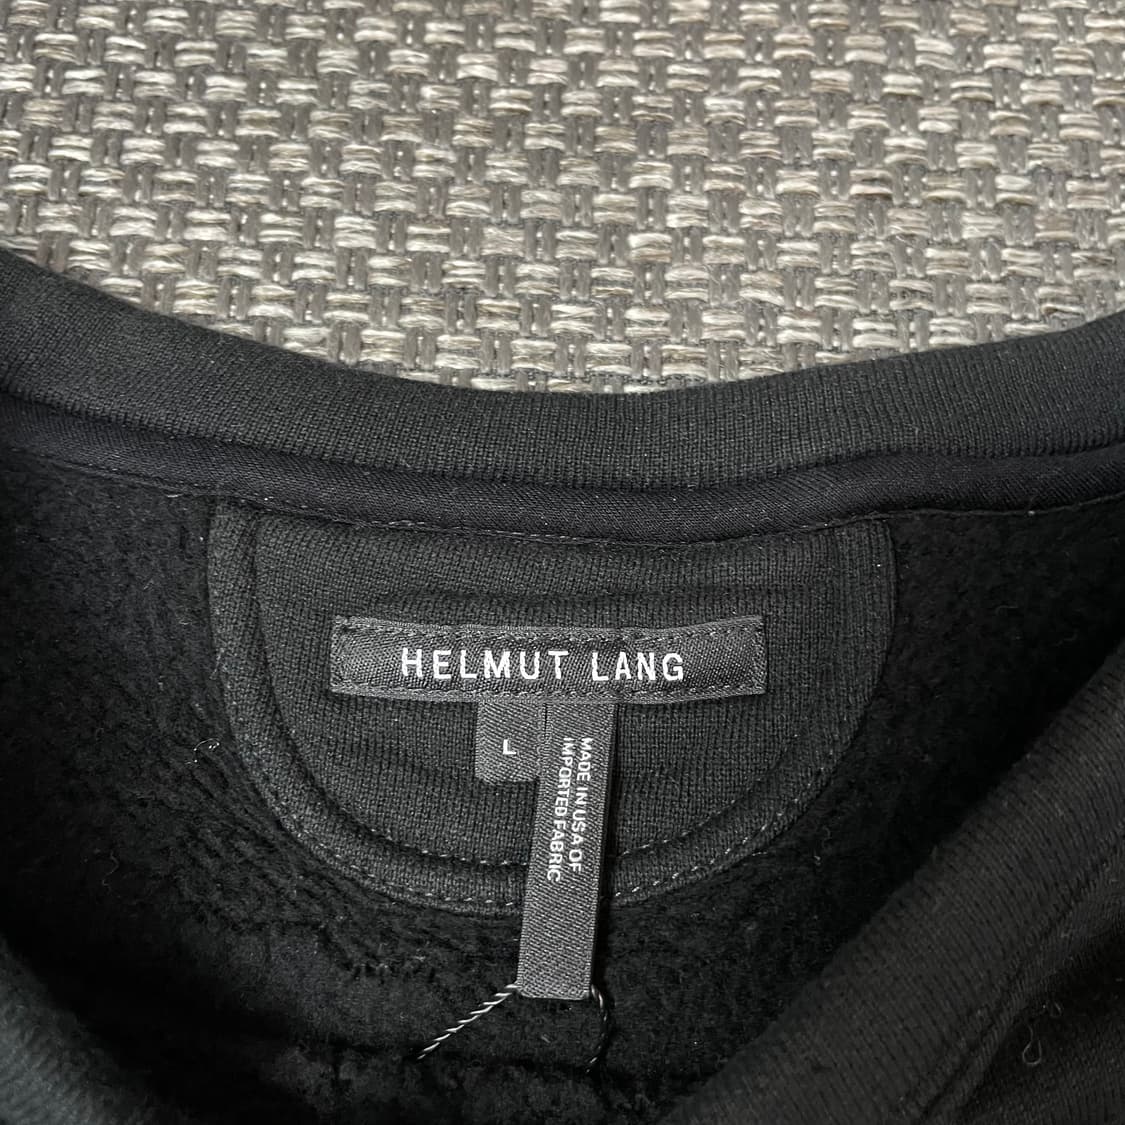 HELMUT LANG
L
MADE IN USA OF
IMPORTED FABRIC